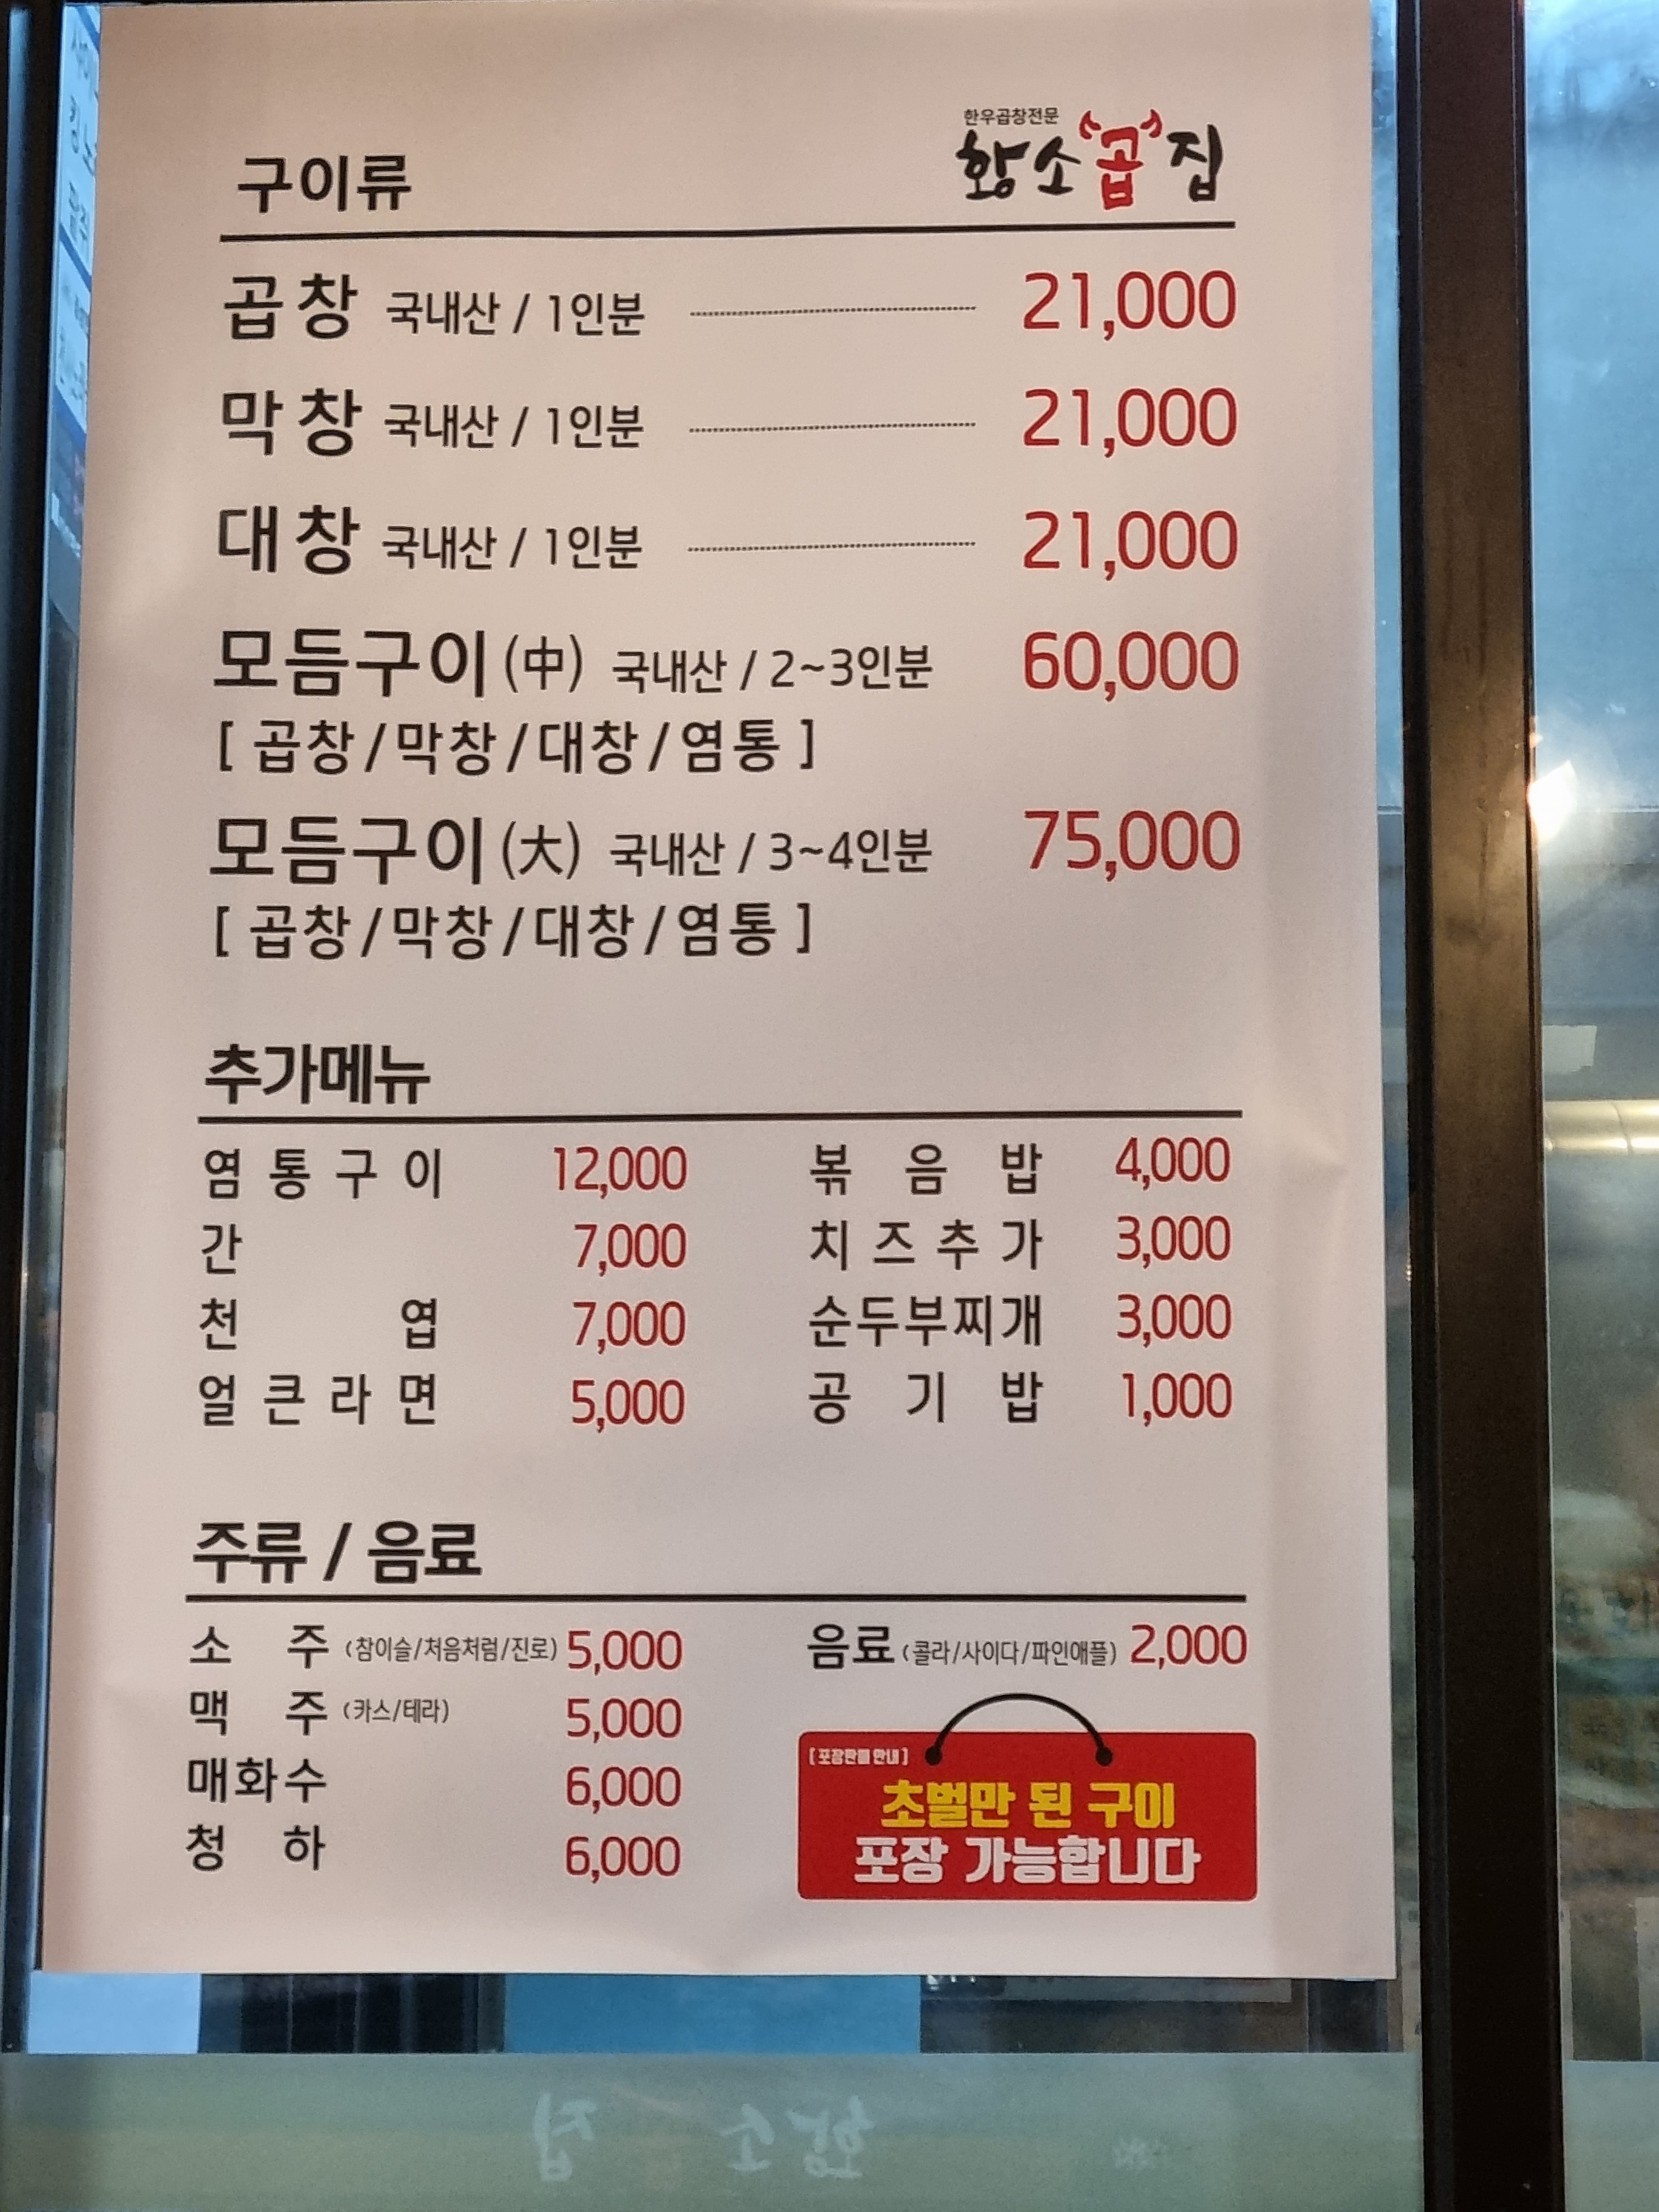 한우곱창전문
황소곱집
구이류
곱창 국내산 / 1인분 21,000
막창 국내산 / 1인분 21,000
대창 국내산 / 1인분 21,000
모듬구이(中) 국내산 / 2~3인분 60,000
[ 곱창/막창/대창/염통 ]
모듬구이(大) 국내산 / 3~4인분 75,000
[ 곱창/막창/대창/염통 ]
추가메뉴
염통구이 12,000
간 7,000
천엽 7,000
얼큰라면 5,000
볶음밥 4,000
치즈추가 3,000
순두부찌개 3,000
공기밥 1,000
주류 / 음료
소주 (참이슬/처음처럼/진로) 5,000
맥주 (카스/테라) 5,000
매화수 6,000
청하 6,000
음료 (콜라/사이다/파인애플) 2,000
[포장판매 안내]
초벌만 된 구이
포장 가능합니다
황소 집